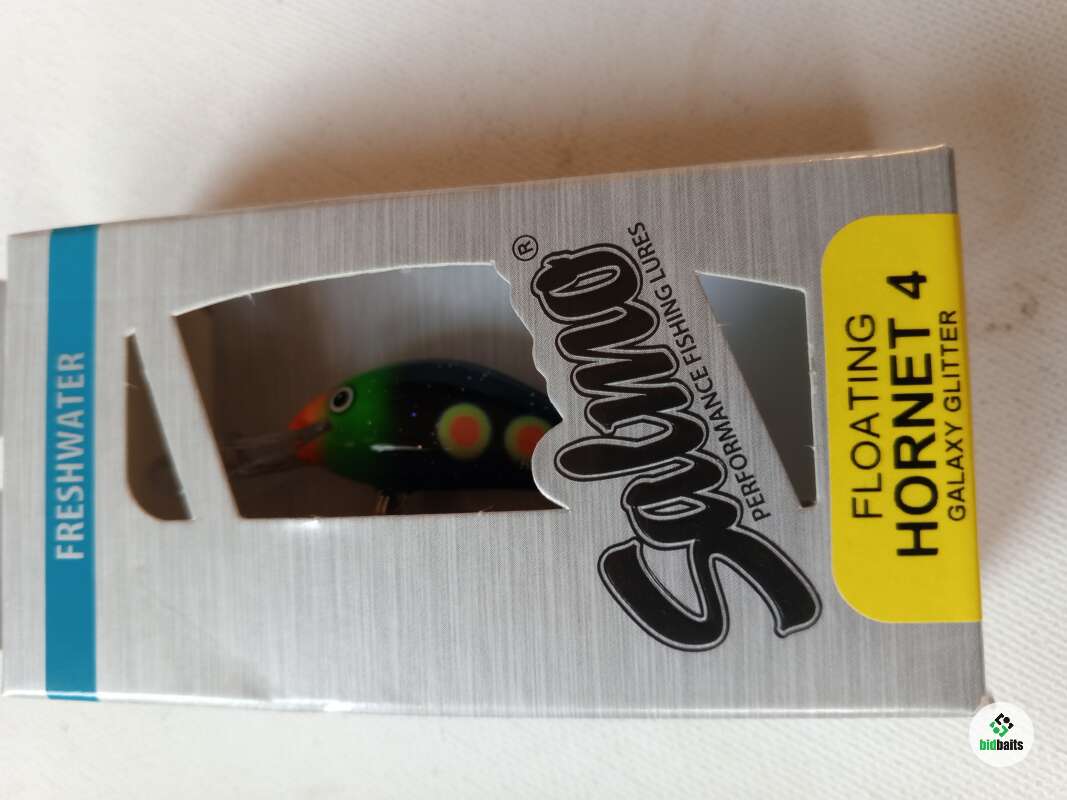 FRESHWATER
Salmo®
PERFORMANCE FISHING LURES
FLOATING
HORNET 4
GALAXY GLITTER
bidbaits